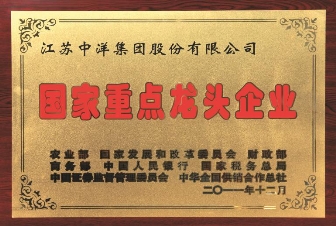 江苏中洋集团股份有限公司
国家重点龙头企业
农业部 国家发展和改革委员会 财政部
商务部 中国人民银行 国家税务总局
中国证券监督管理委员会 中华全国供销合作总社
二〇一一年十二月